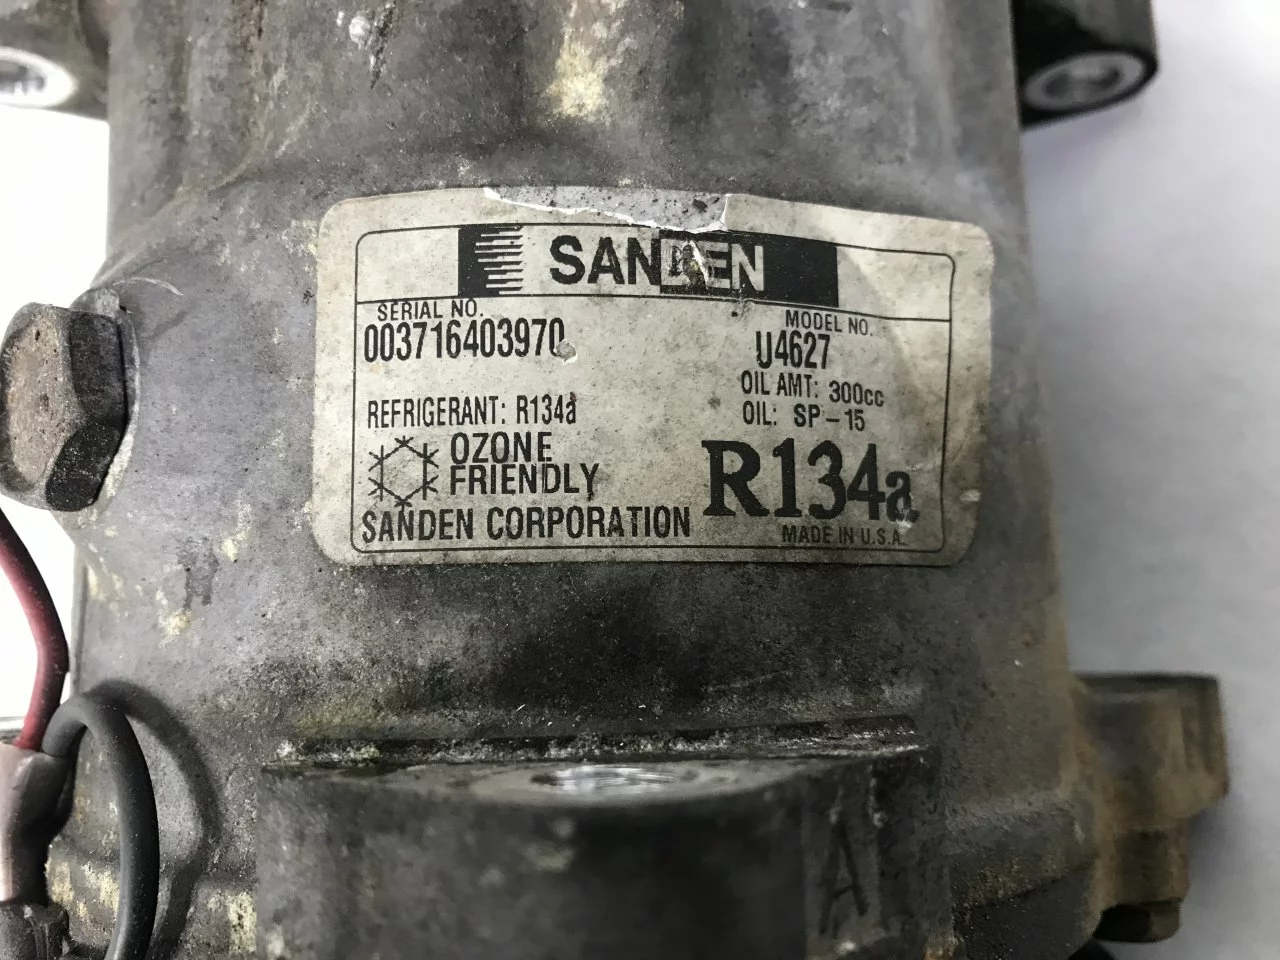 SANDEN
SERIAL NO.
003716403970
MODEL NO.
U4627
OIL AMT: 300cc
REFRIGERANT: R134a
OIL: SP-15
OZONE
FRIENDLY
R134a
SANDEN CORPORATION
MADE IN U.S.A.
A